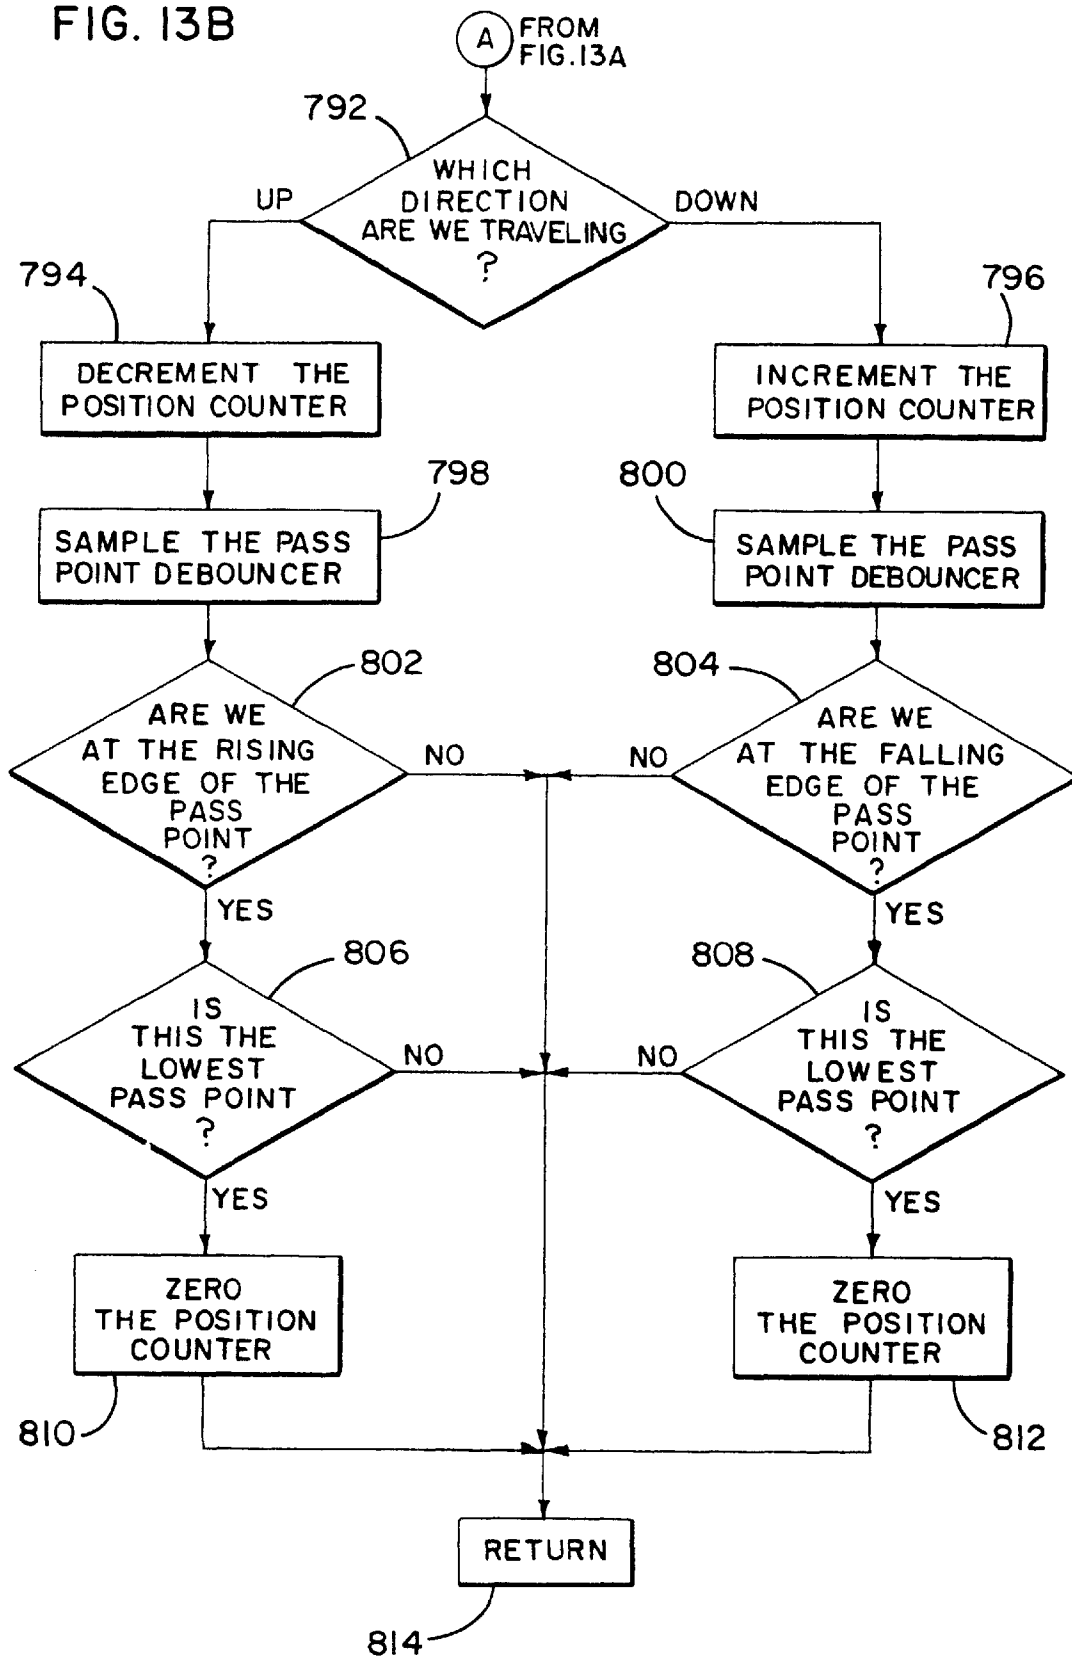 FIG. 13B
A
FROM
FIG.13A
792
WHICH
DIRECTION
ARE WE TRAVELING
?
UP
DOWN
794
DECREMENT THE
POSITION COUNTER
796
INCREMENT THE
POSITION COUNTER
798
SAMPLE THE PASS
POINT DEBOUNCER
800
SAMPLE THE PASS
POINT DEBOUNCER
802
ARE WE
AT THE RISING
EDGE OF THE
PASS
POINT
?
NO
YES
804
ARE WE
AT THE FALLING
EDGE OF THE
PASS
POINT
?
NO
YES
806
IS
THIS THE
LOWEST
PASS POINT
?
NO
YES
808
IS
THIS THE
LOWEST
PASS POINT
?
NO
YES
ZERO
THE POSITION
COUNTER
810
ZERO
THE POSITION
COUNTER
812
RETURN
814